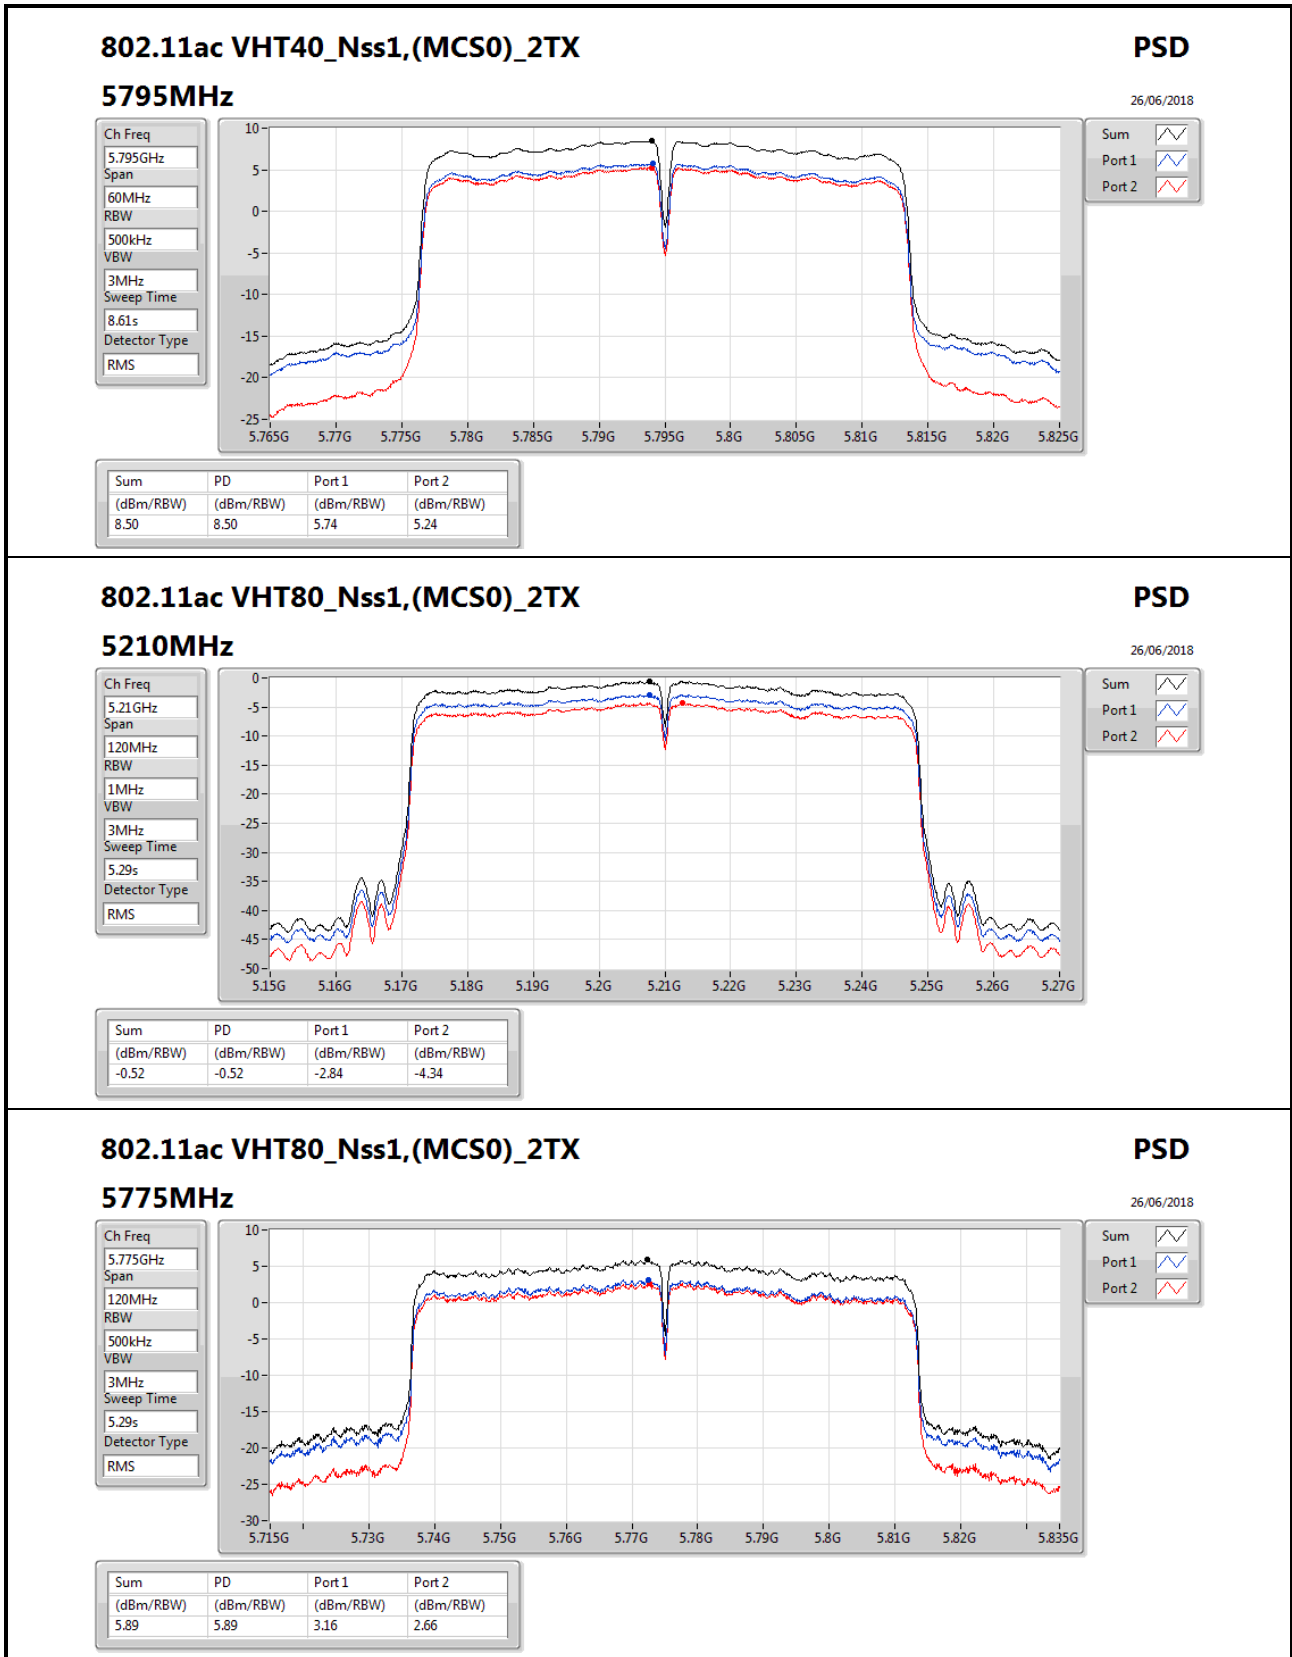 802.11ac VHT40_Nss1,(MCS0)_2TX PSD
5795MHz 26/06/2018
Ch Freq
5.795GHz
Span
60MHz
RBW
500kHz
VBW
3MHz
Sweep Time
8.61s
Detector Type
RMS
10
5
0
-5
-10
-15
-20
-25
5.765G 5.77G 5.775G 5.78G 5.785G 5.79G 5.795G 5.8G 5.805G 5.81G 5.815G 5.82G 5.825G
Sum
Port 1
Port 2
Sum PD Port 1 Port 2
(dBm/RBW) (dBm/RBW) (dBm/RBW) (dBm/RBW)
8.50 8.50 5.74 5.24
802.11ac VHT80_Nss1,(MCS0)_2TX PSD
5210MHz 26/06/2018
Ch Freq
5.21GHz
Span
120MHz
RBW
1MHz
VBW
3MHz
Sweep Time
5.29s
Detector Type
RMS
0
-5
-10
-15
-20
-25
-30
-35
-40
-45
-50
5.15G 5.16G 5.17G 5.18G 5.19G 5.2G 5.21G 5.22G 5.23G 5.24G 5.25G 5.26G 5.27G
Sum
Port 1
Port 2
Sum PD Port 1 Port 2
(dBm/RBW) (dBm/RBW) (dBm/RBW) (dBm/RBW)
-0.52 -0.52 -2.84 -4.34
802.11ac VHT80_Nss1,(MCS0)_2TX PSD
5775MHz 26/06/2018
Ch Freq
5.775GHz
Span
120MHz
RBW
500kHz
VBW
3MHz
Sweep Time
5.29s
Detector Type
RMS
10
5
0
-5
-10
-15
-20
-25
-30
5.715G 5.73G 5.74G 5.75G 5.76G 5.77G 5.78G 5.79G 5.8G 5.81G 5.82G 5.835G
Sum
Port 1
Port 2
Sum PD Port 1 Port 2
(dBm/RBW) (dBm/RBW) (dBm/RBW) (dBm/RBW)
5.89 5.89 3.16 2.66